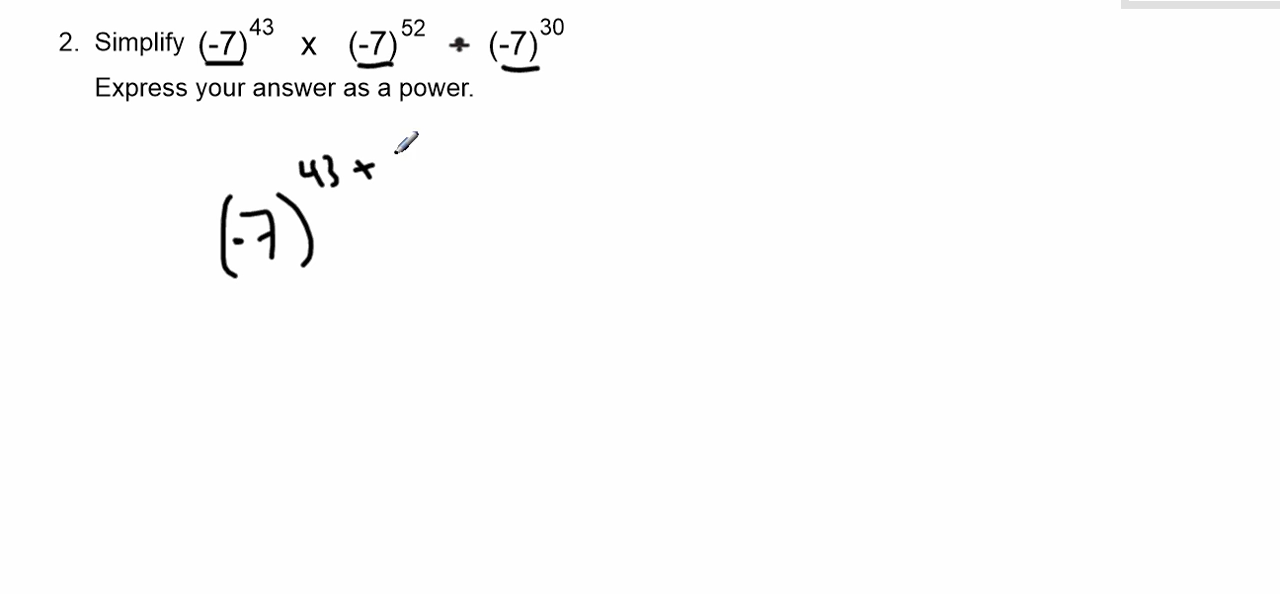 2. Simplify (-7)^43 x (-7)^52 ÷ (-7)^30
Express your answer as a power.
(-7)^43 +